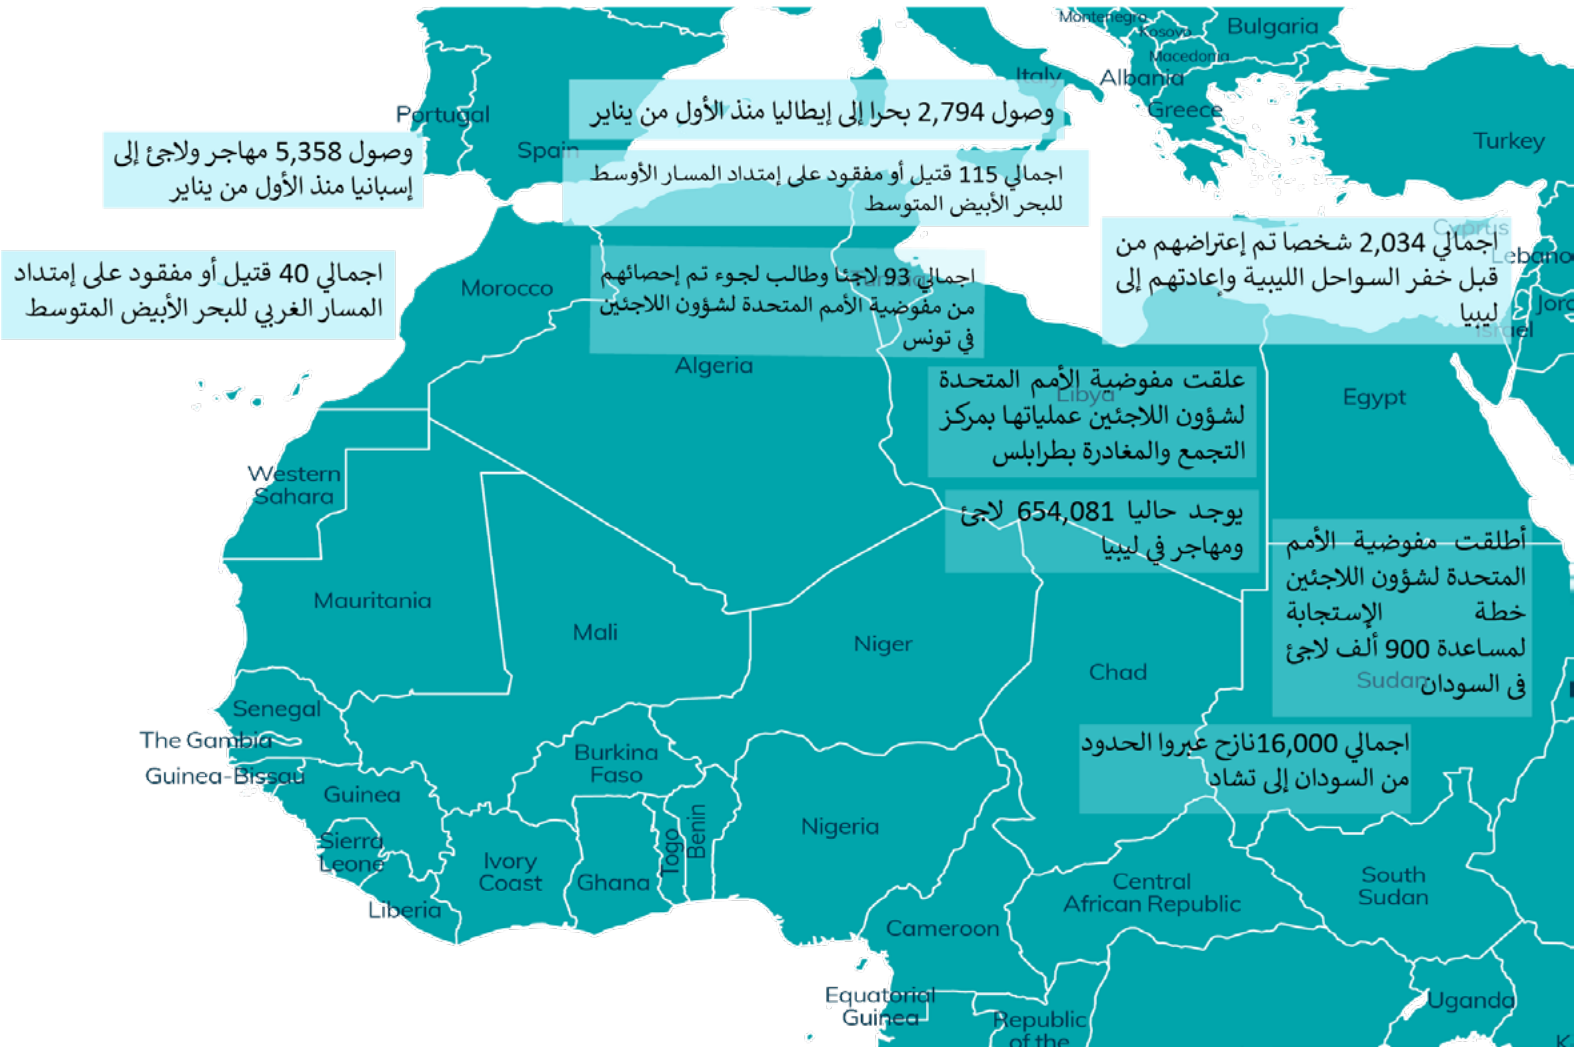 Montenegro
Kosovo
Bulgaria
Macedonia
Italy
Albania
Greece
Turkey
Portugal
Spain
وصول 2,794 بحرا إلى إيطاليا منذ الأول من يناير
وصول 5,358 مهاجر ولاجئ إلى
إسبانيا منذ الأول من يناير
اجمالي 115 قتيل أو مفقود على إمتداد المسار الأوسط
للبحر الأبيض المتوسط
Cyprus
Lebano
Jord
Israel
اجمالي 2,034 شخصا تم إعتراضهم من
قبل خفر السواحل الليبية وإعادتهم إلى
ليبيا
اجمالي 40 قتيل أو مفقود على إمتداد
المسار الغربي للبحر الأبيض المتوسط
Morocco
اجمالي 93 لاجئا وطالب لجوء تم إحصائهم
من مفوضية الأمم المتحدة لشؤون اللاجئين
في تونس
Algeria
Libya
Egypt
علقت مفوضية الأمم المتحدة
لشؤون اللاجئين عملياتها بمركز
التجمع والمغادرة بطرابلس
Western
Sahara
يوجد حاليا 654,081 لاجئ
ومهاجر في ليبيا
أطلقت مفوضية الأمم
المتحدة لشؤون اللاجئين
خطة الإستجابة
لمساعدة 900 ألف لاجئ
فى السودان
Sudan
Mauritania
Mali
Niger
Chad
Senegal
The Gambia
Guinea-Bissau
Guinea
Burkina
Faso
اجمالي 16,000نازح عبروا الحدود
من السودان إلى تشاد
Sierra
Leone
Liberia
Ivory
Coast
Ghana
Togo
Benin
Nigeria
Central
African Republic
South
Sudan
Cameroon
Equatorial
Guinea
Republic
of the
Uganda